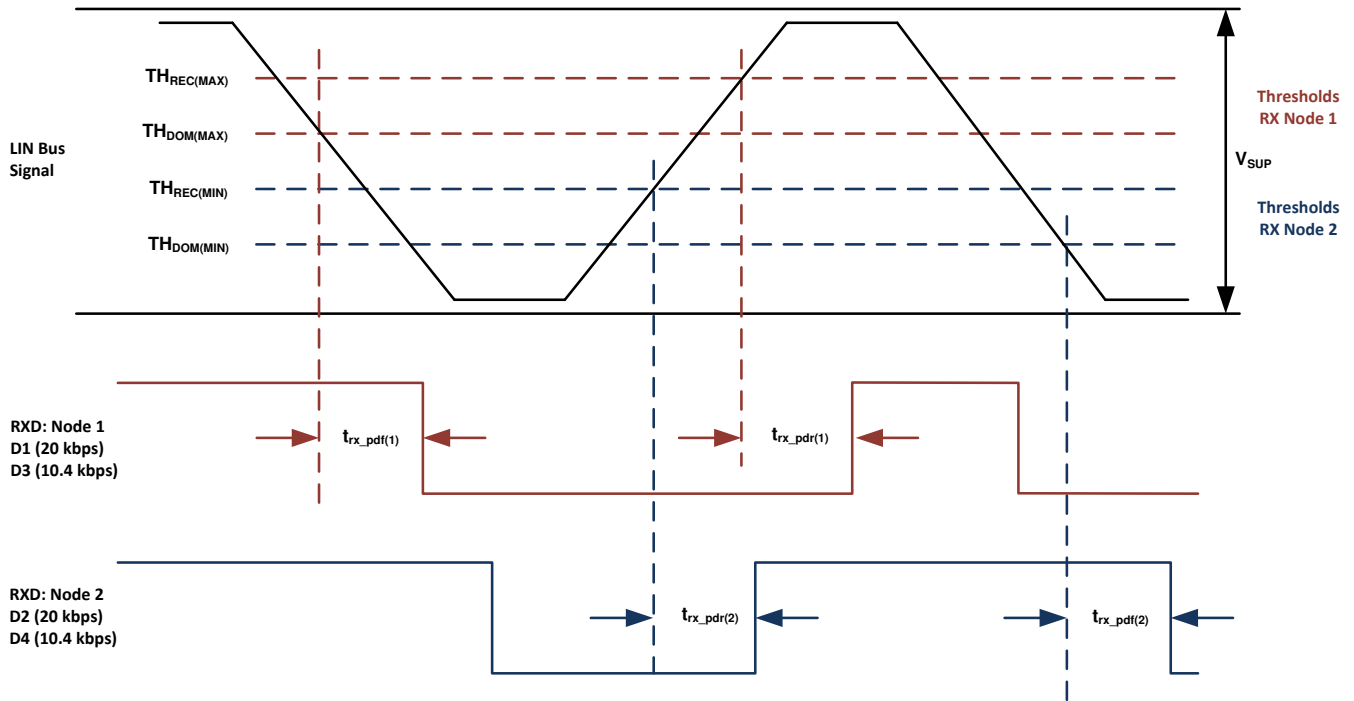 TH_REC(MAX)
TH_DOM(MAX)
TH_REC(MIN)
TH_DOM(MIN)
LIN Bus
Signal
Thresholds
RX Node 1
V_SUP
Thresholds
RX Node 2
RXD: Node 1
D1 (20 kbps)
D3 (10.4 kbps)
t_rx_pdf(1)
t_rx_pdr(1)
RXD: Node 2
D2 (20 kbps)
D4 (10.4 kbps)
t_rx_pdr(2)
t_rx_pdf(2)